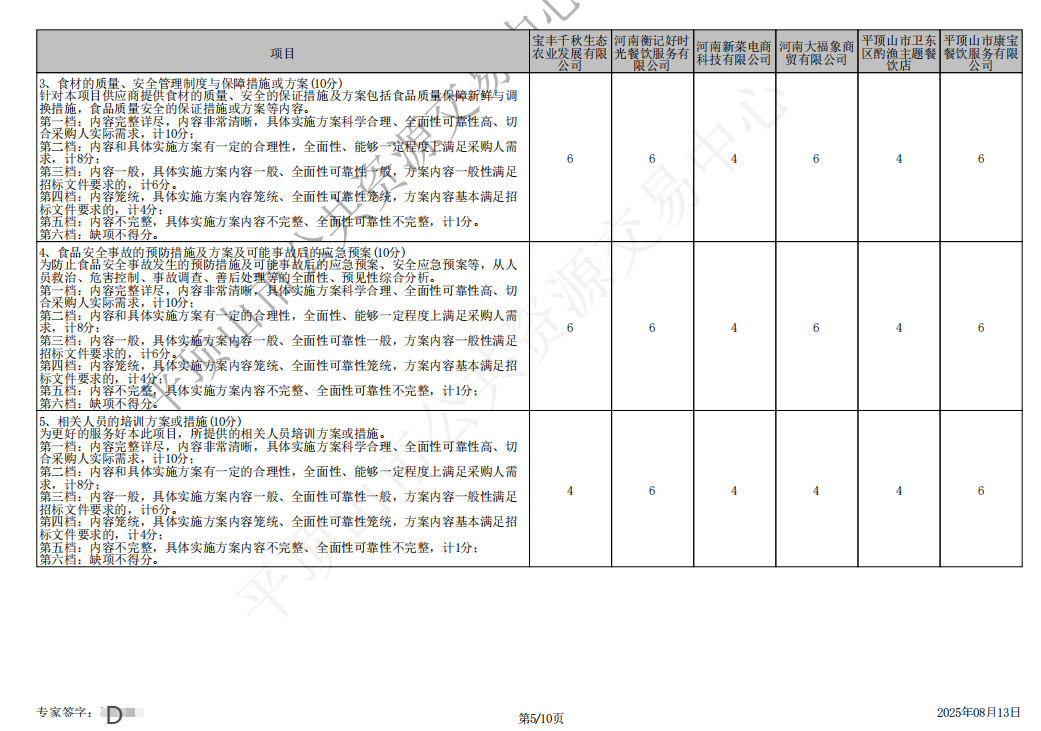 项目
宝丰千秋生态
农业发展有限
公司
河南衡记好时
光餐饮服务有
限公司
河南新菜电商
科技有限公司
河南大福象商
贸有限公司
平顶山市卫东
区酌渔主题餐
饮店
平顶山市康宝
餐饮服务有限
公司
3、食材的质量、安全管理制度与保障措施或方案(10分)
针对本项目供应商提供食材的质量、安全的保证措施及方案包括食品质量保障新鲜与调
换措施，食品质量安全的保证措施或方案等内容。
第一档：内容完整详尽，内容非常清晰，具体实施方案科学合理、全面性可靠性高、切
合采购人实际需求，计10分；
第二档：内容和具体实施方案有一定的合理性，全面性、能够一定程度上满足采购人需
求，计8分；
第三档：内容一般，具体实施方案内容一般、全面性可靠性一般，方案内容一般性满足
招标文件要求的，计6分。
第四档：内容笼统，具体实施方案内容笼统、全面性可靠性笼统，方案内容基本满足招
标文件要求的，计4分；
第五档：内容不完整，具体实施方案内容不完整、全面性可靠性不完整，计1分。
第六档：缺项不得分。
6
6
4
6
4
6
4、食品安全事故的预防措施及方案及可能事故后的应急预案(10分)
为防止食品安全事故发生的预防措施及可能事故后的应急预案、安全应急预案等，从人
员救治、危害控制、事故调查、善后处理等的全面性、预见性综合分析。
第一档：内容完整详尽，内容非常清晰，具体实施方案科学合理、全面性可靠性高、切
合采购人实际需求，计10分；
第二档：内容和具体实施方案有一定的合理性，全面性、能够一定程度上满足采购人需
求，计8分；
第三档：内容一般，具体实施方案内容一般、全面性可靠性一般，方案内容一般性满足
招标文件要求的，计6分。
第四档：内容笼统，具体实施方案内容笼统、全面性可靠性笼统，方案内容基本满足招
标文件要求的，计4分；
第五档：内容不完整，具体实施方案内容不完整、全面性可靠性不完整，计1分；
第六档：缺项不得分。
6
6
4
6
4
6
5、相关人员的培训方案或措施(10分)
为更好的服务好本此项目，所提供的相关人员培训方案或措施。
第一档：内容完整详尽，内容非常清晰，具体实施方案科学合理、全面性可靠性高、切
合采购人实际需求，计10分；
第二档：内容和具体实施方案有一定的合理性，全面性、能够一定程度上满足采购人需
求，计8分；
第三档：内容一般，具体实施方案内容一般、全面性可靠性一般，方案内容一般性满足
招标文件要求的，计6分。
第四档：内容笼统，具体实施方案内容笼统、全面性可靠性笼统，方案内容基本满足招
标文件要求的，计4分；
第五档：内容不完整，具体实施方案内容不完整、全面性可靠性不完整，计1分；
第六档：缺项不得分。
4
6
4
4
4
6
平顶山市公共资源交易中心
平顶山市公共资源交易中心
专家签字：D
第5/10页
2025年08月13日